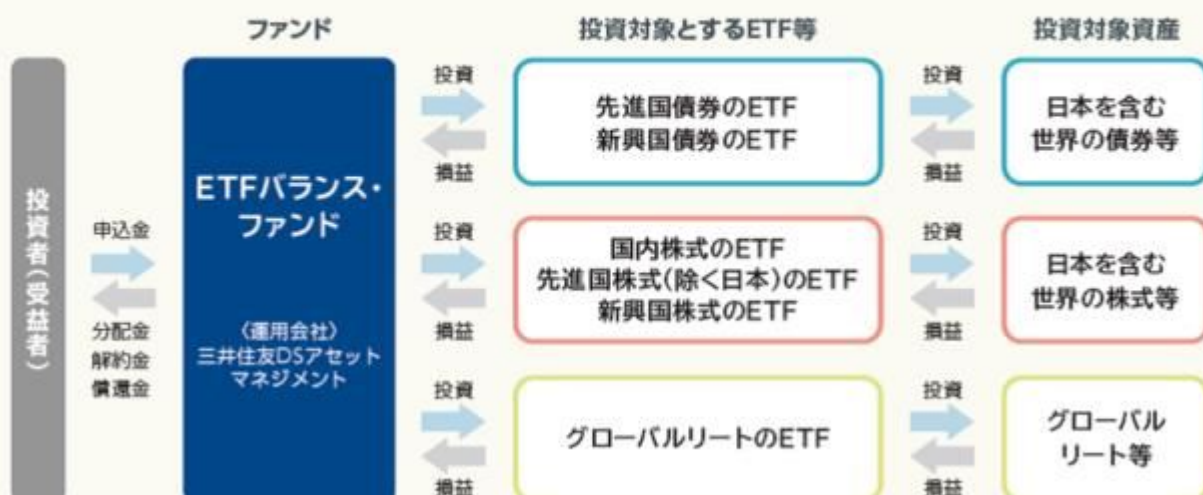 ファンド
投資対象とするETF等
投資対象資産
投資者(受益者)
申込金
分配金
解約金
償還金
ETFバランス・
ファンド
〈運用会社〉
三井住友DSアセット
マネジメント
投資
損益
先進国債券のETF
新興国債券のETF
投資
損益
日本を含む
世界の債券等
投資
損益
国内株式のETF
先進国株式(除く日本)のETF
新興国株式のETF
投資
損益
日本を含む
世界の株式等
投資
損益
グローバルリートのETF
投資
損益
グローバル
リート等